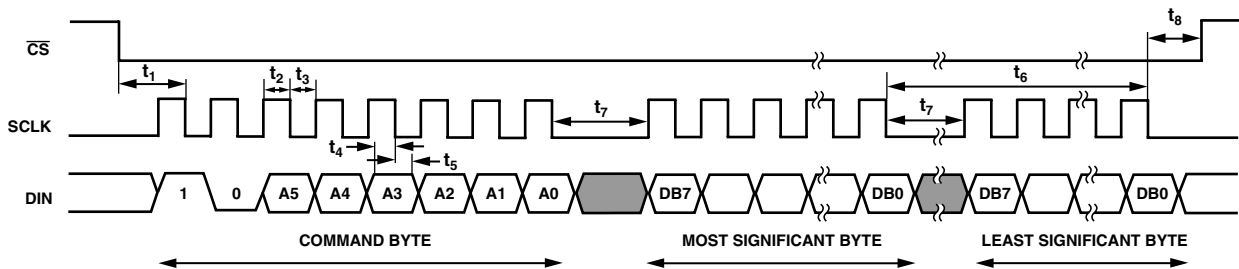 t8
CS
t1
t2 t3
t6
SCLK
t7
t7
t4
t5
DIN
1 0 A5 A4 A3 A2 A1 A0 DB7 DB0 DB7 DB0
COMMAND BYTE MOST SIGNIFICANT BYTE LEAST SIGNIFICANT BYTE